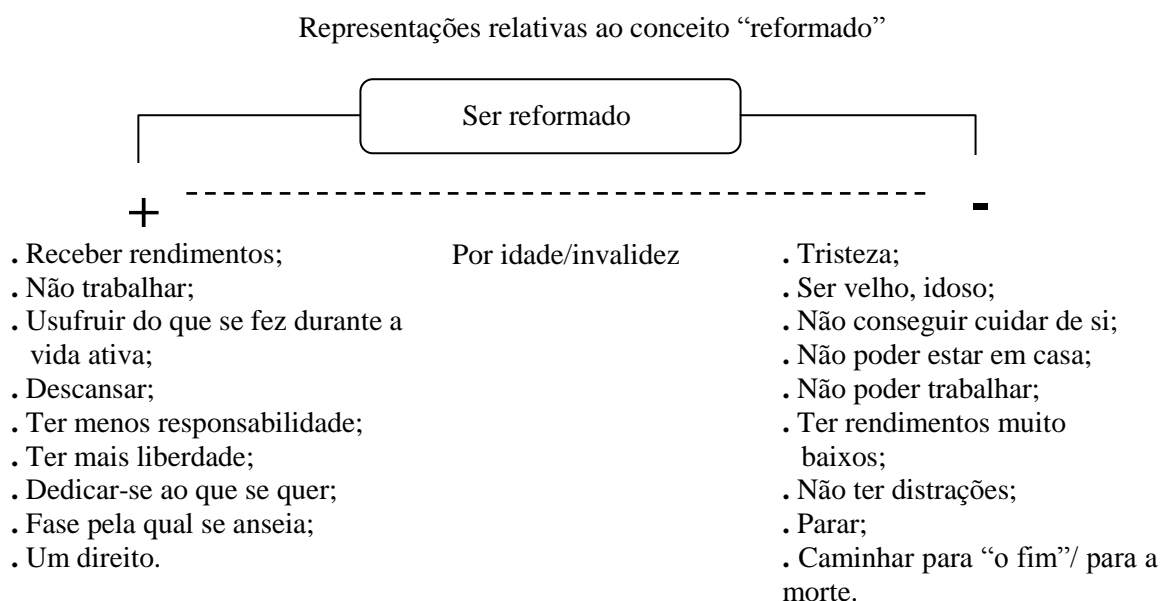 Representações relativas ao conceito “reformado”
Ser reformado
+
-
. Receber rendimentos;
. Não trabalhar;
. Usufruir do que se fez durante a
vida ativa;
. Descansar;
. Ter menos responsabilidade;
. Ter mais liberdade;
. Dedicar-se ao que se quer;
. Fase pela qual se anseia;
. Um direito.
Por idade/invalidez
. Tristeza;
. Ser velho, idoso;
. Não conseguir cuidar de si;
. Não poder estar em casa;
. Não poder trabalhar;
. Ter rendimentos muito
baixos;
. Não ter distrações;
. Parar;
. Caminhar para “o fim”/ para a
morte.